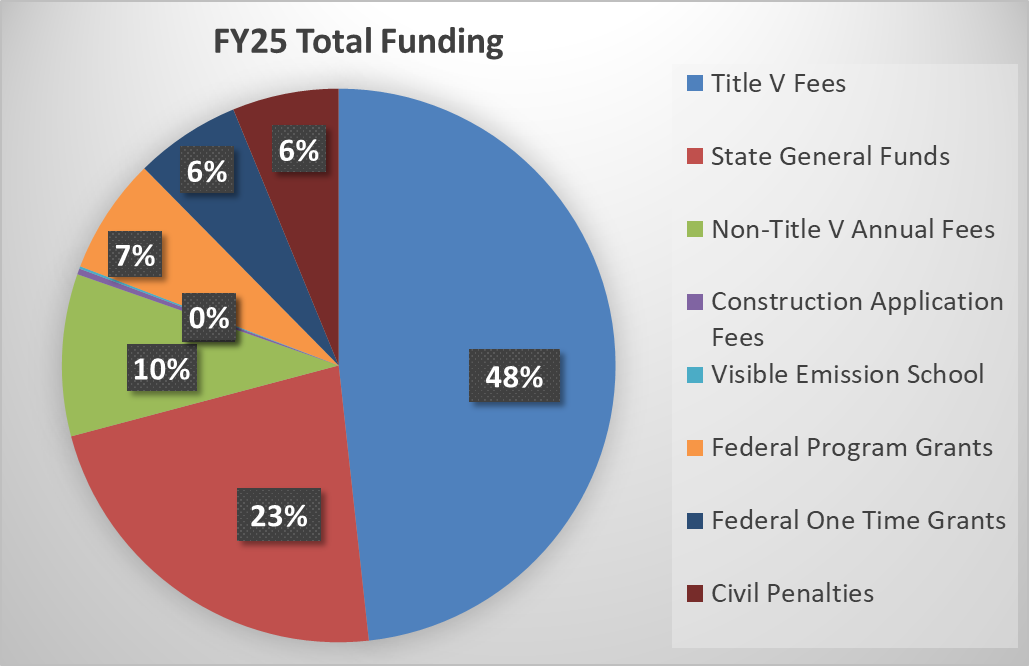 FY25 Total Funding
6%
6%
7%
0%
10%
48%
23%
Title V Fees
State General Funds
Non-Title V Annual Fees
Construction Application
Fees
Visible Emission School
Federal Program Grants
Federal One Time Grants
Civil Penalties